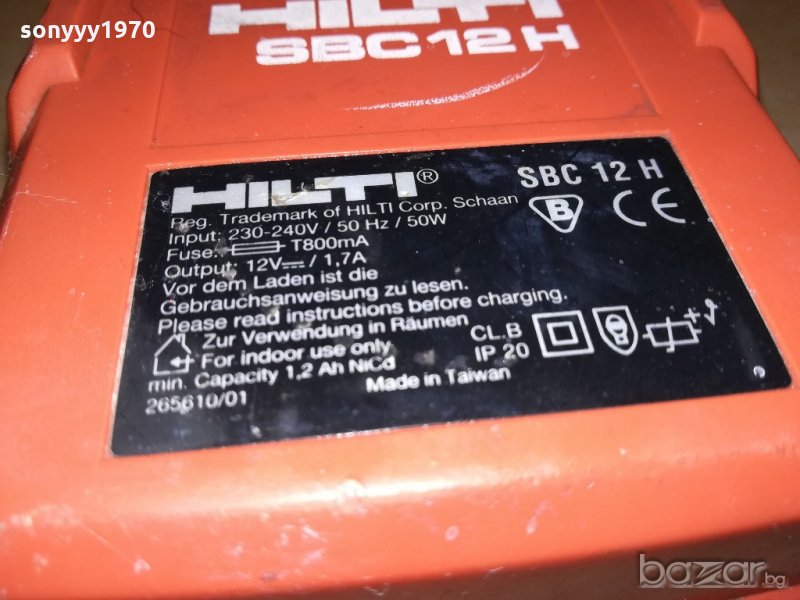 sonyyy1970
HILTI
SBC12H
HILTI® SBC 12 H
Reg. Trademark of HILTI Corp. Schaan
Input: 230-240V / 50 Hz / 50W
B CE
Fuse: T800mA
Output: 12V⎓ / 1,7A
Vor dem Laden ist die
Gebrauchsanweisung zu lesen.
Please read instructions before charging.
Zur Verwendung in Räumen
For indoor use only
CL.B
IP 20
min. Capacity 1,2 Ah NiCd
Made in Taiwan
265610/01
bazar.bg